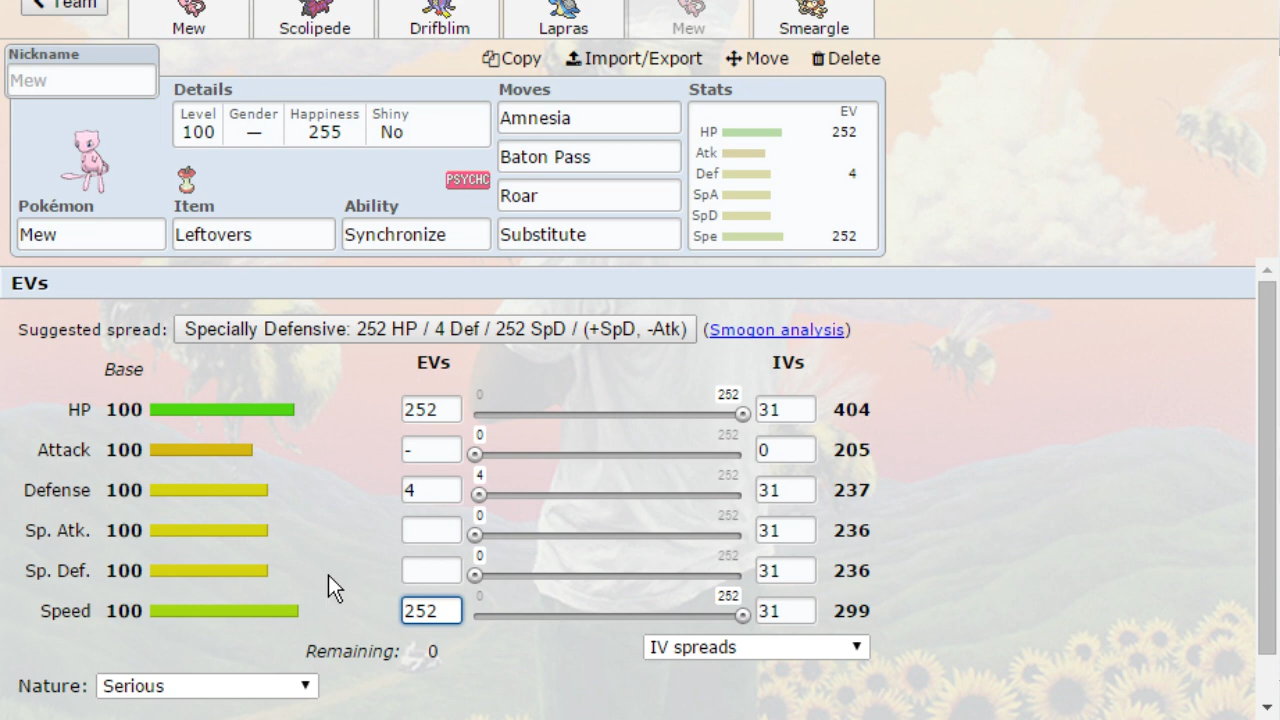 Team
Mew Scolipede Drifblim Lapras Mew Smeargle
Nickname
Mew
Copy Import/Export Move Delete
Details Moves Stats
Level Gender Happiness Shiny
100 — 255 No
Amnesia
Baton Pass
Roar
Substitute
EV
HP 252
Atk
Def 4
SpA
SpD
Spe 252
PSYCHC
Pokémon Item Ability
Mew Leftovers Synchronize
EVs
Suggested spread: Specially Defensive: 252 HP / 4 Def / 252 SpD / (+SpD, -Atk) (Smogon analysis)
Base EVs IVs
HP 100 252 0 252 31 404
Attack 100 - 0 252 0 205
Defense 100 4 4 252 31 237
Sp. Atk. 100 0 252 31 236
Sp. Def. 100 0 252 31 236
Speed 100 252 0 252 31 299
Remaining: 0
IV spreads
Nature: Serious